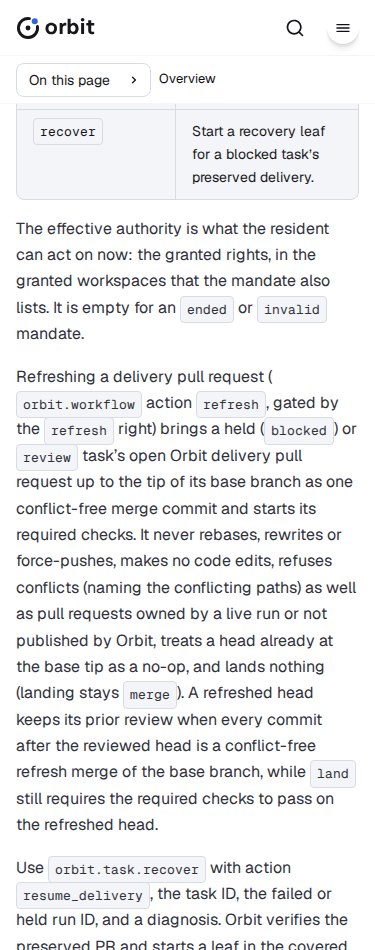 orbit
On this page
Overview
recover
Start a recovery leaf
for a blocked task's
preserved delivery.
The effective authority is what the resident
can act on now: the granted rights, in the
granted workspaces that the mandate also
lists. It is empty for an ended or invalid
mandate.
Refreshing a delivery pull request (
orbit.workflow action refresh, gated by
the refresh right) brings a held (blocked) or
review task's open Orbit delivery pull
request up to the tip of its base branch as one
conflict-free merge commit and starts its
required checks. It never rebases, rewrites or
force-pushes, makes no code edits, refuses
conflicts (naming the conflicting paths) as well
as pull requests owned by a live run or not
published by Orbit, treats a head already at
the base tip as a no-op, and lands nothing
(landing stays merge). A refreshed head
keeps its prior review when every commit
after the reviewed head is a conflict-free
refresh merge of the base branch, while land
still requires the required checks to pass on
the refreshed head.
Use orbit.task.recover with action
resume_delivery, the task ID, the failed or
held run ID, and a diagnosis. Orbit verifies the
preserved PR and starts a leaf in the covered